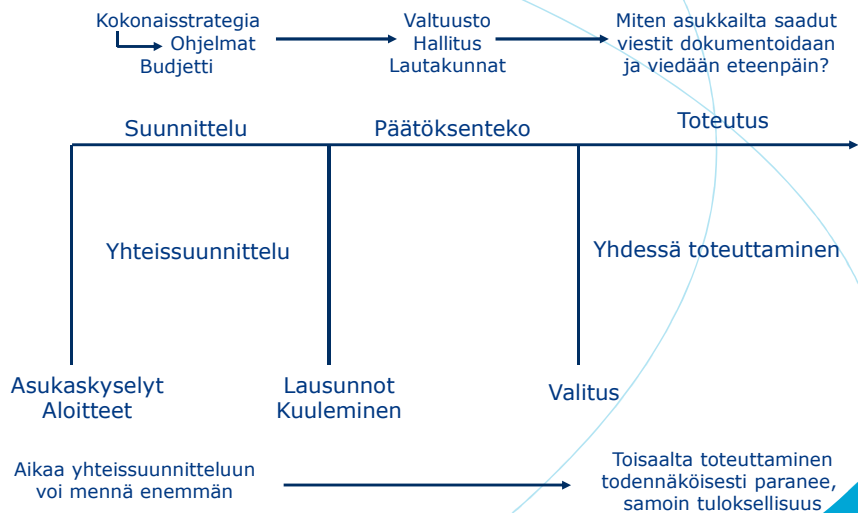 Kokonaisstrategia
Ohjelmat
Budjetti
Valtuusto
Hallitus
Lautakunnat
Miten asukkailta saadut
viestit dokumentoidaan
ja viedään eteenpäin?
Suunnittelu
Päätöksenteko
Toteutus
Yhteissuunnittelu
Yhdessä toteuttaminen
Asukaskyselyt
Aloitteet
Lausunnot
Kuuleminen
Valitus
Aikaa yhteissuunnitteluun
voi mennä enemmän
Toisaalta toteuttaminen
todennäköisesti paranee,
samoin tuloksellisuus